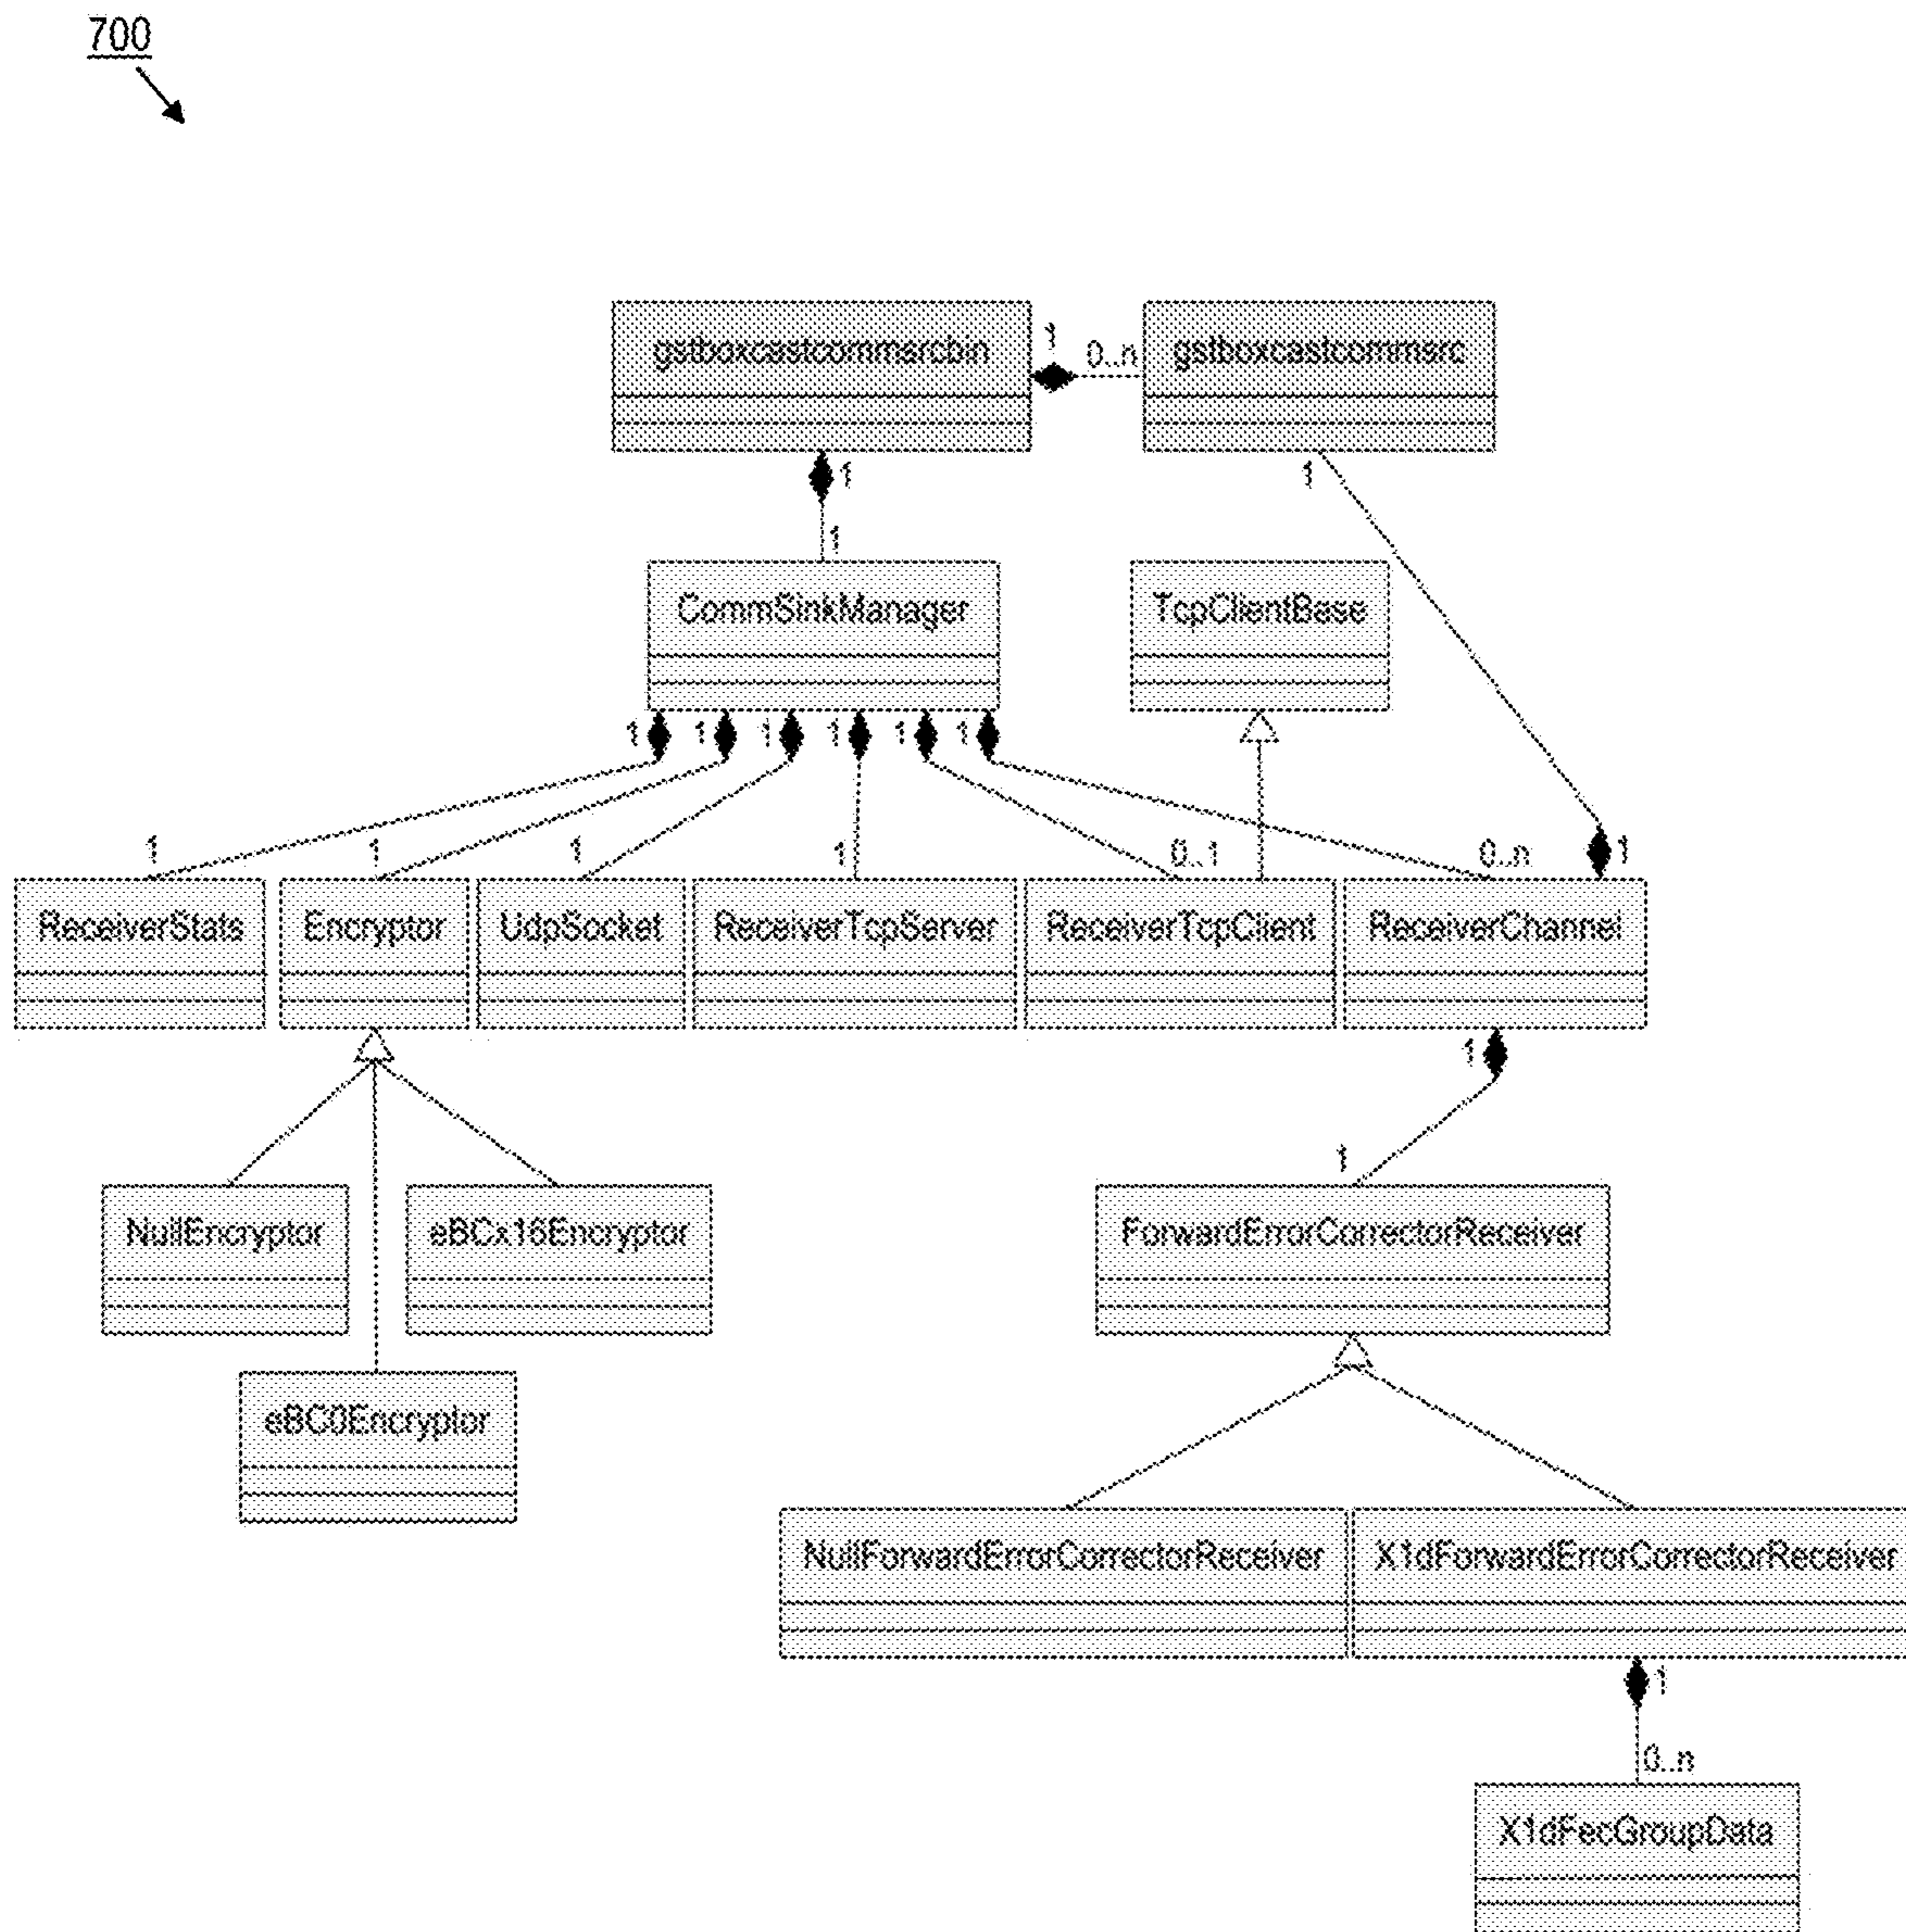 700
gstboxcastcommsrcbin
1
0..n
gstboxcastcommsrc
1
1
1
CommSinkManager
TcpClientBase
1 1 1 1 1 1
1 1 1 1 0..1 0..n 1
ReceiverStats
Encryptor
UdpSocket
ReceiverTcpServer
ReceiverTcpClient
ReceiverChannel
1
1
NullEncryptor
eBCx16Encryptor
ForwardErrorCorrectorReceiver
eBC0Encryptor
NullForwardErrorCorrectorReceiver
X1dForwardErrorCorrectorReceiver
1
0..n
X1dFecGroupData